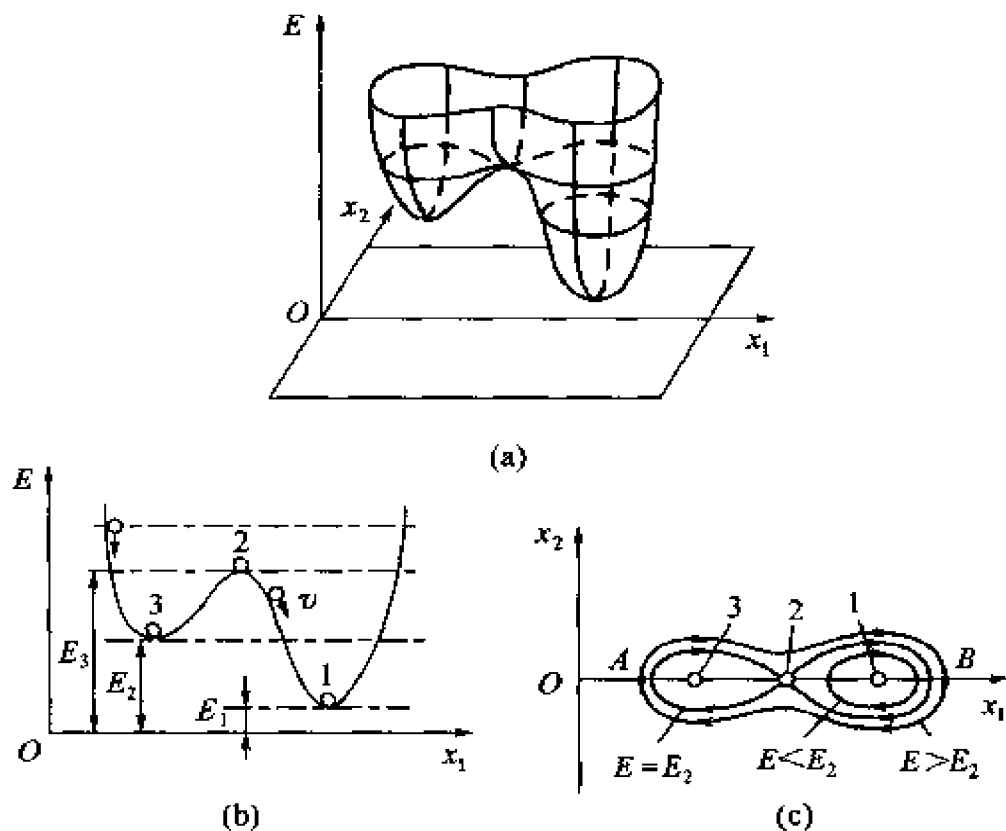 E
x₂
O
x₁
(a)
E
2
3
v
E₃
E₂
1
E₁
O
x₁
(b)
x₂
3
2
1
A
B
O
x₁
E = E₂
E < E₂
E > E₂
(c)